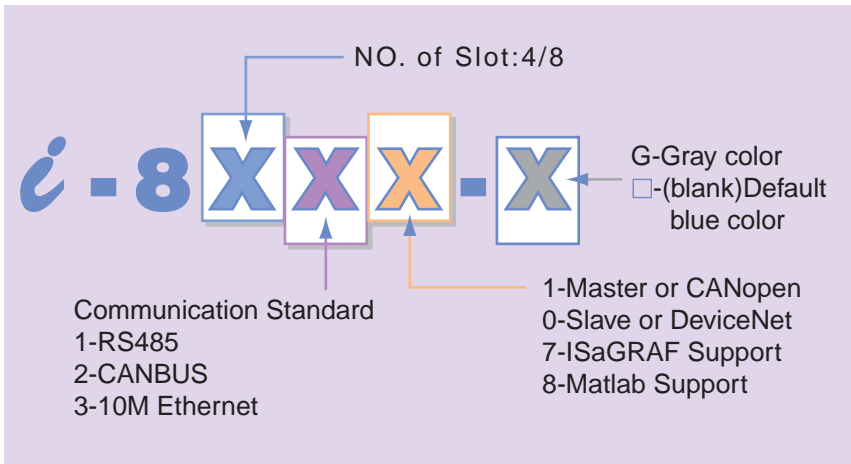 NO. of Slot:4/8
i-8XXX-X
G-Gray color
□-(blank)Default
blue color
Communication Standard
1-RS485
2-CANBUS
3-10M Ethernet
1-Master or CANopen
0-Slave or DeviceNet
7-ISaGRAF Support
8-Matlab Support